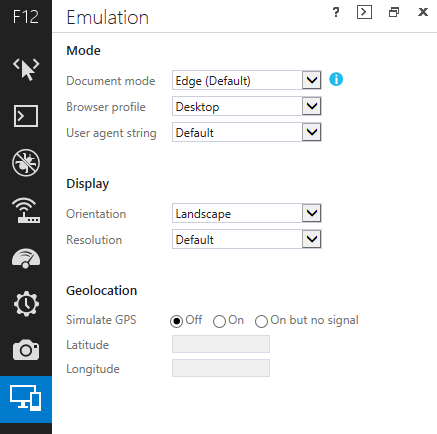 F12 Emulation ?
Mode
Document mode Edge (Default)
Browser profile Desktop
User agent string Default
Display
Orientation Landscape
Resolution Default
Geolocation
Simulate GPS Off On On but no signal
Latitude
Longitude